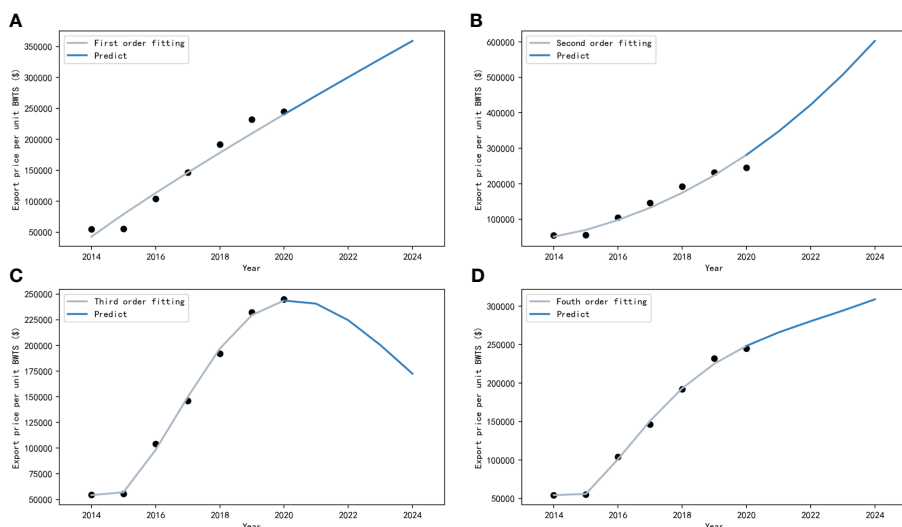 A
First order fitting
Predict
Export price per unit BWTS ($)
350000
300000
250000
200000
150000
100000
50000
2014 2016 2018 2020 2022 2024
Year
B
Second order fitting
Predict
Export price per unit BWTS ($)
600000
500000
400000
300000
200000
100000
2014 2016 2018 2020 2022 2024
Year
C
Third order fitting
Predict
Export price per unit BWTS ($)
250000
225000
200000
175000
150000
125000
100000
75000
50000
2014 2016 2018 2020 2022 2024
Year
D
Fouth order fitting
Predict
Export price per unit BWTS ($)
300000
250000
200000
150000
100000
50000
2014 2016 2018 2020 2022 2024
Year